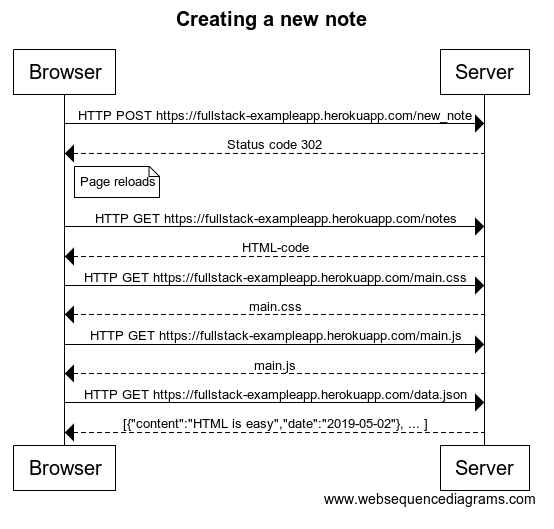 Creating a new note
Browser
Server
HTTP POST https://fullstack-exampleapp.herokuapp.com/new_note
Status code 302
Page reloads
HTTP GET https://fullstack-exampleapp.herokuapp.com/notes
HTML-code
HTTP GET https://fullstack-exampleapp.herokuapp.com/main.css
main.css
HTTP GET https://fullstack-exampleapp.herokuapp.com/main.js
main.js
HTTP GET https://fullstack-exampleapp.herokuapp.com/data.json
[{"content":"HTML is easy","date":"2019-05-02"}, ... ]
Browser
Server
www.websequencediagrams.com